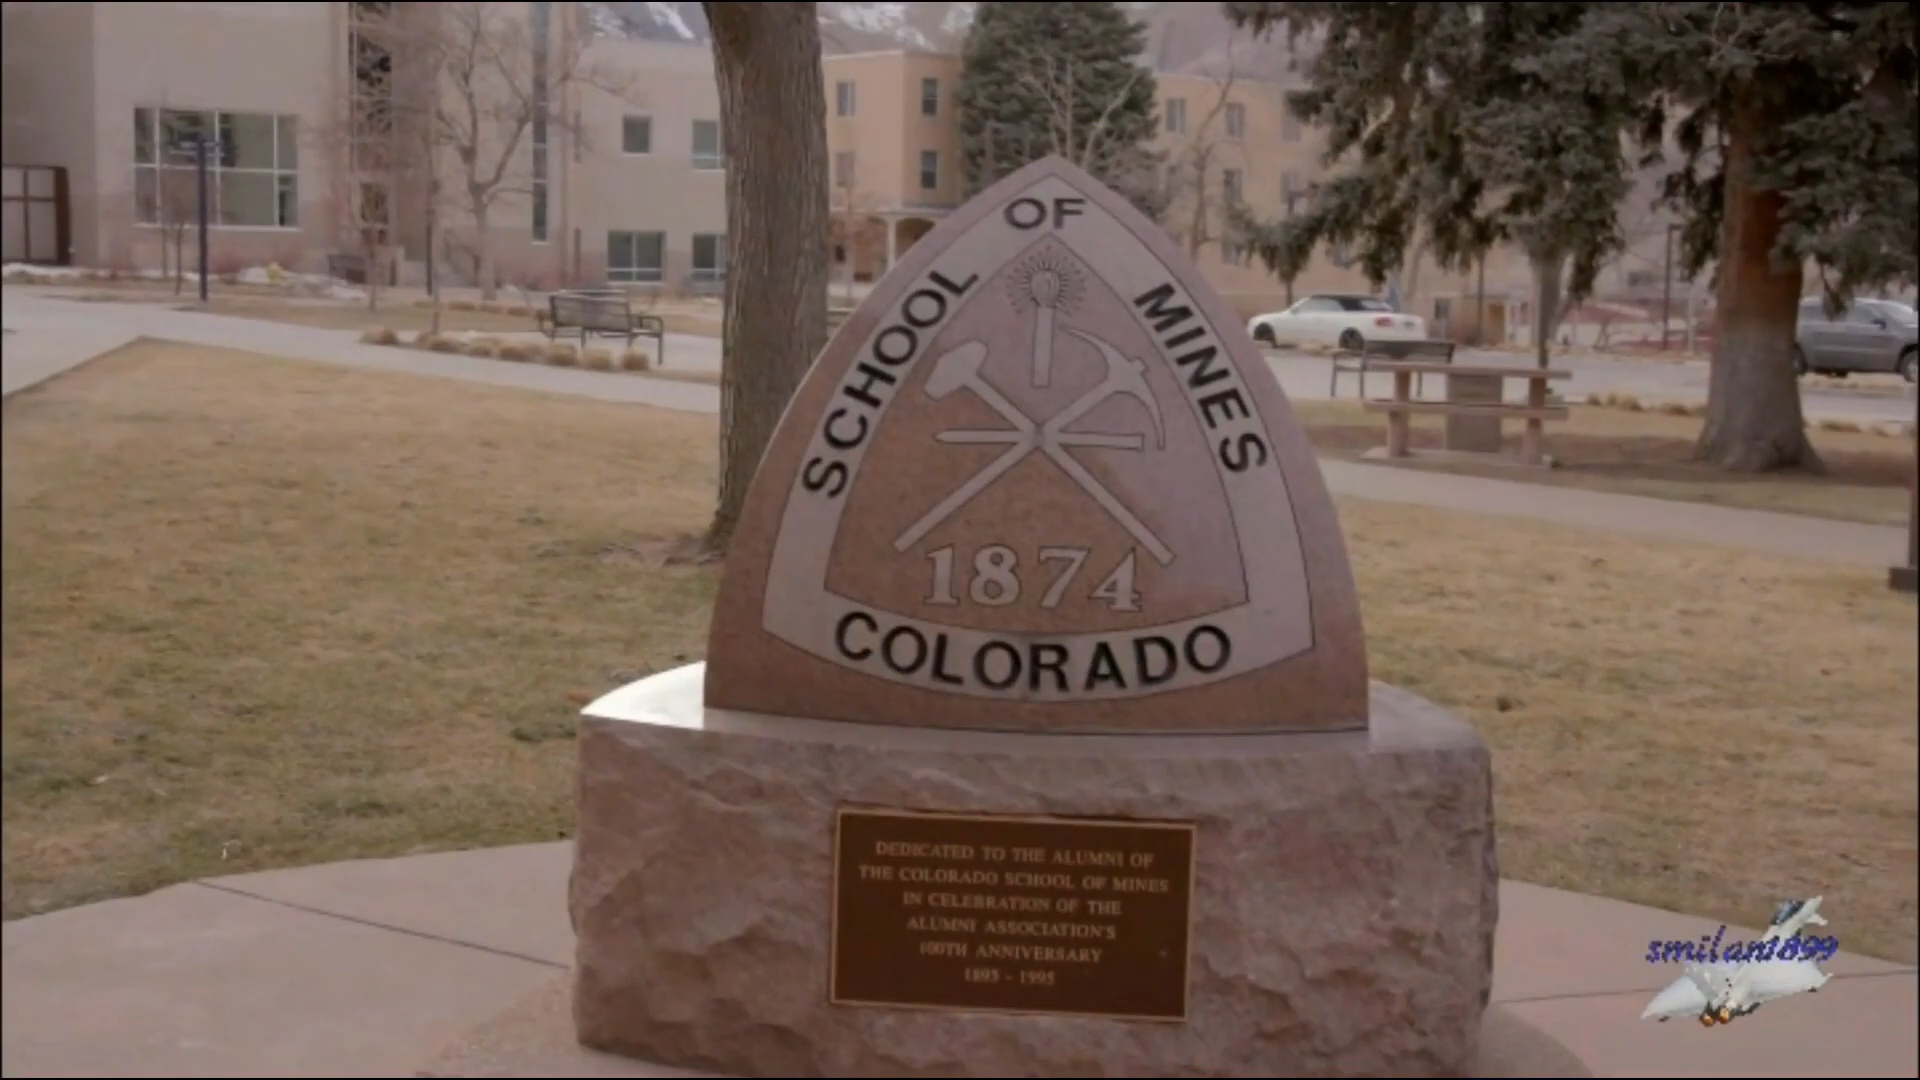 SCHOOL OF MINES
1874
COLORADO
DEDICATED TO THE ALUMNI OF
THE COLORADO SCHOOL OF MINES
IN CELEBRATION OF THE
ALUMNI ASSOCIATION'S
100TH ANNIVERSARY
1895 - 1995
smilan1899